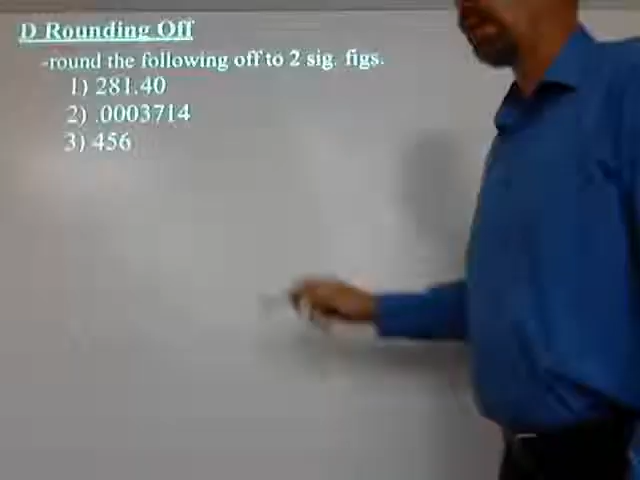 D Rounding Off
-round the following off to 2 sig. figs.
1) 281.40
2) .0003714
3) 456